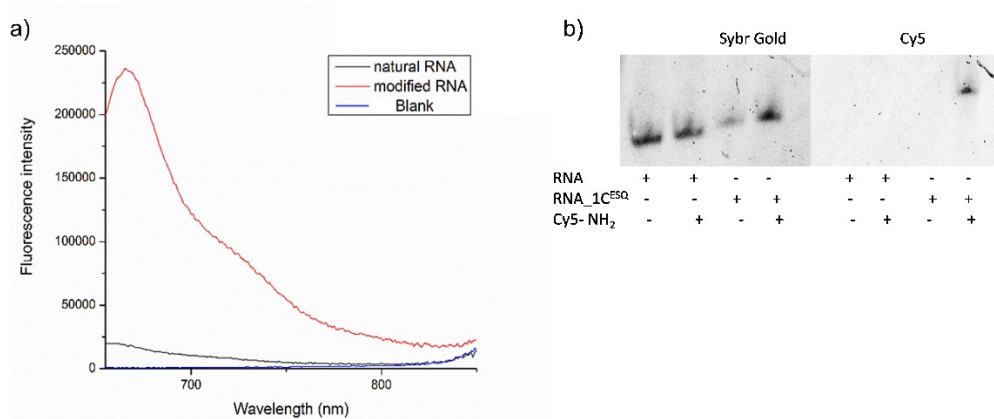 a)
250000
200000
150000
100000
50000
0
Fluorescence intensity
natural RNA
modified RNA
Blank
700 800
Wavelength (nm)
b)
Sybr Gold Cy5
RNA + + - - + + - -
RNA_1C^ESQ - - + + - - + +
Cy5- NH₂ - + - + - + - +